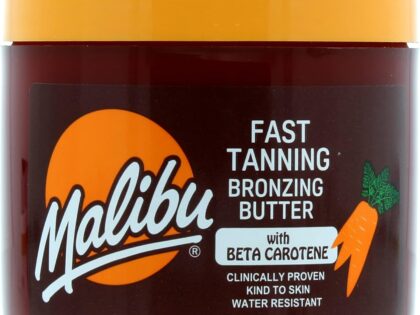 Malibu®
FAST
TANNING
BRONZING
BUTTER
with
BETA CAROTENE
CLINICALLY PROVEN
KIND TO SKIN
WATER RESISTANT